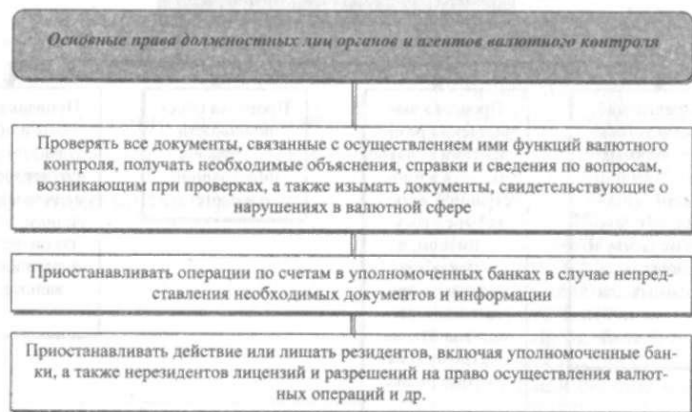 Основные права должностных лиц органов и агентов валютного контроля
Проверять все документы, связанные с осуществлением ими функций валютного
контроля, получать необходимые объяснения, справки и сведения по вопросам,
возникающим при проверках, а также изымать документы, свидетельствующие о
нарушениях в валютной сфере
Приостанавливать операции по счетам в уполномоченных банках в случае непред-
ставления необходимых документов и информации
Приостанавливать действие или лишать резидентов, включая уполномоченные бан-
ки, а также нерезидентов лицензий и разрешений на право осуществления валют-
ных операций и др.